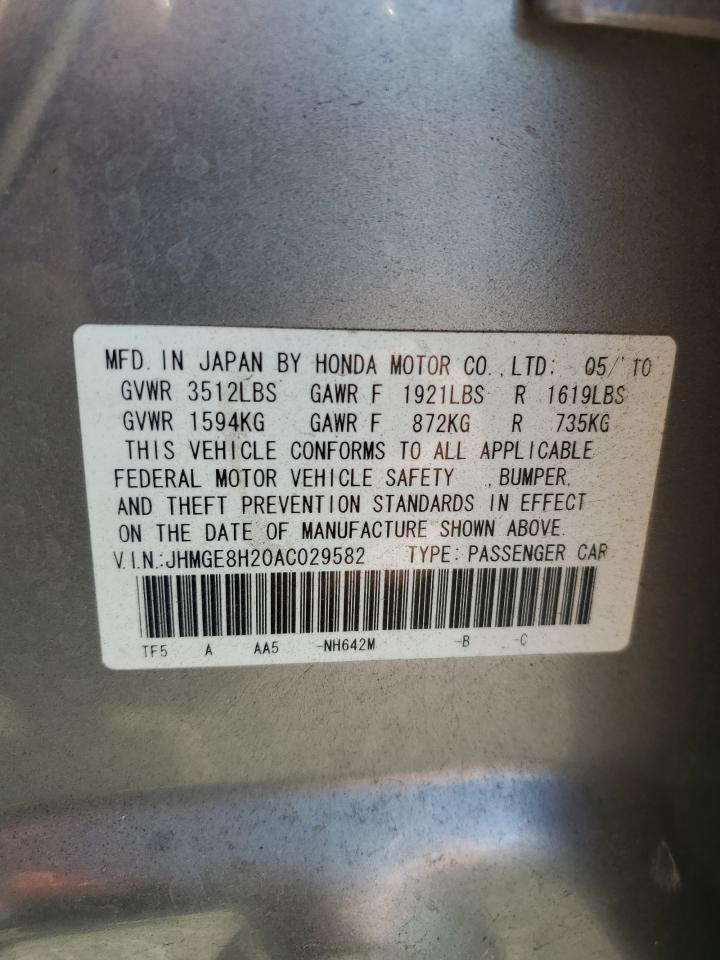 MFD. IN JAPAN BY HONDA MOTOR CO., LTD; 05/'10
GVWR 3512LBS GAWR F 1921LBS R 1619LBS
GVWR 1594KG GAWR F 872KG R 735KG
THIS VEHICLE CONFORMS TO ALL APPLICABLE
FEDERAL MOTOR VEHICLE SAFETY , BUMPER,
AND THEFT PREVENTION STANDARDS IN EFFECT
ON THE DATE OF MANUFACTURE SHOWN ABOVE.
V.I.N.:JHMGE8H20AC029582 TYPE: PASSENGER CAR
TF5 A AA5 -NH642M -B -C